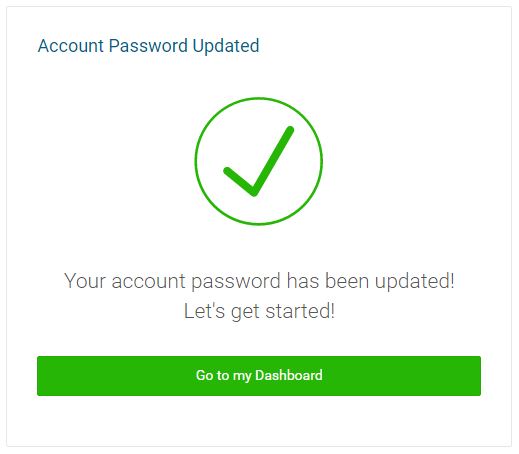 Account Password Updated
Your account password has been updated!
Let's get started!
Go to my Dashboard